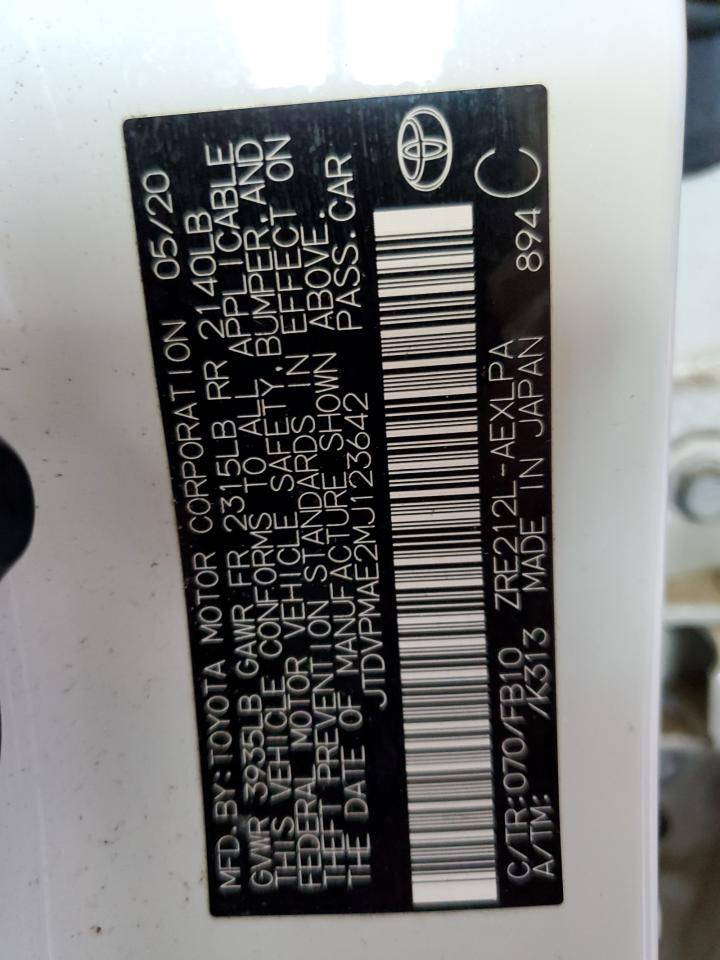 MFD.BY:TOYOTA MOTOR CORPORATION 05/20
GVWR 3935LB GAWR FR 2315LB RR 2140LB
THIS VEHICLE CONFORMS TO ALL APPLICABLE
FEDERAL MOTOR VEHICLE SAFETY, BUMPER, AND
THEFT PREVENTION STANDARDS IN EFFECT ON
THE DATE OF MANUFACTURE SHOWN ABOVE.
JTDVPMAE2MJ123642 PASS.CAR
C/TR:070/FB10 ZRE212L-AEXLPA C
A/TM: /K313 MADE IN JAPAN 894